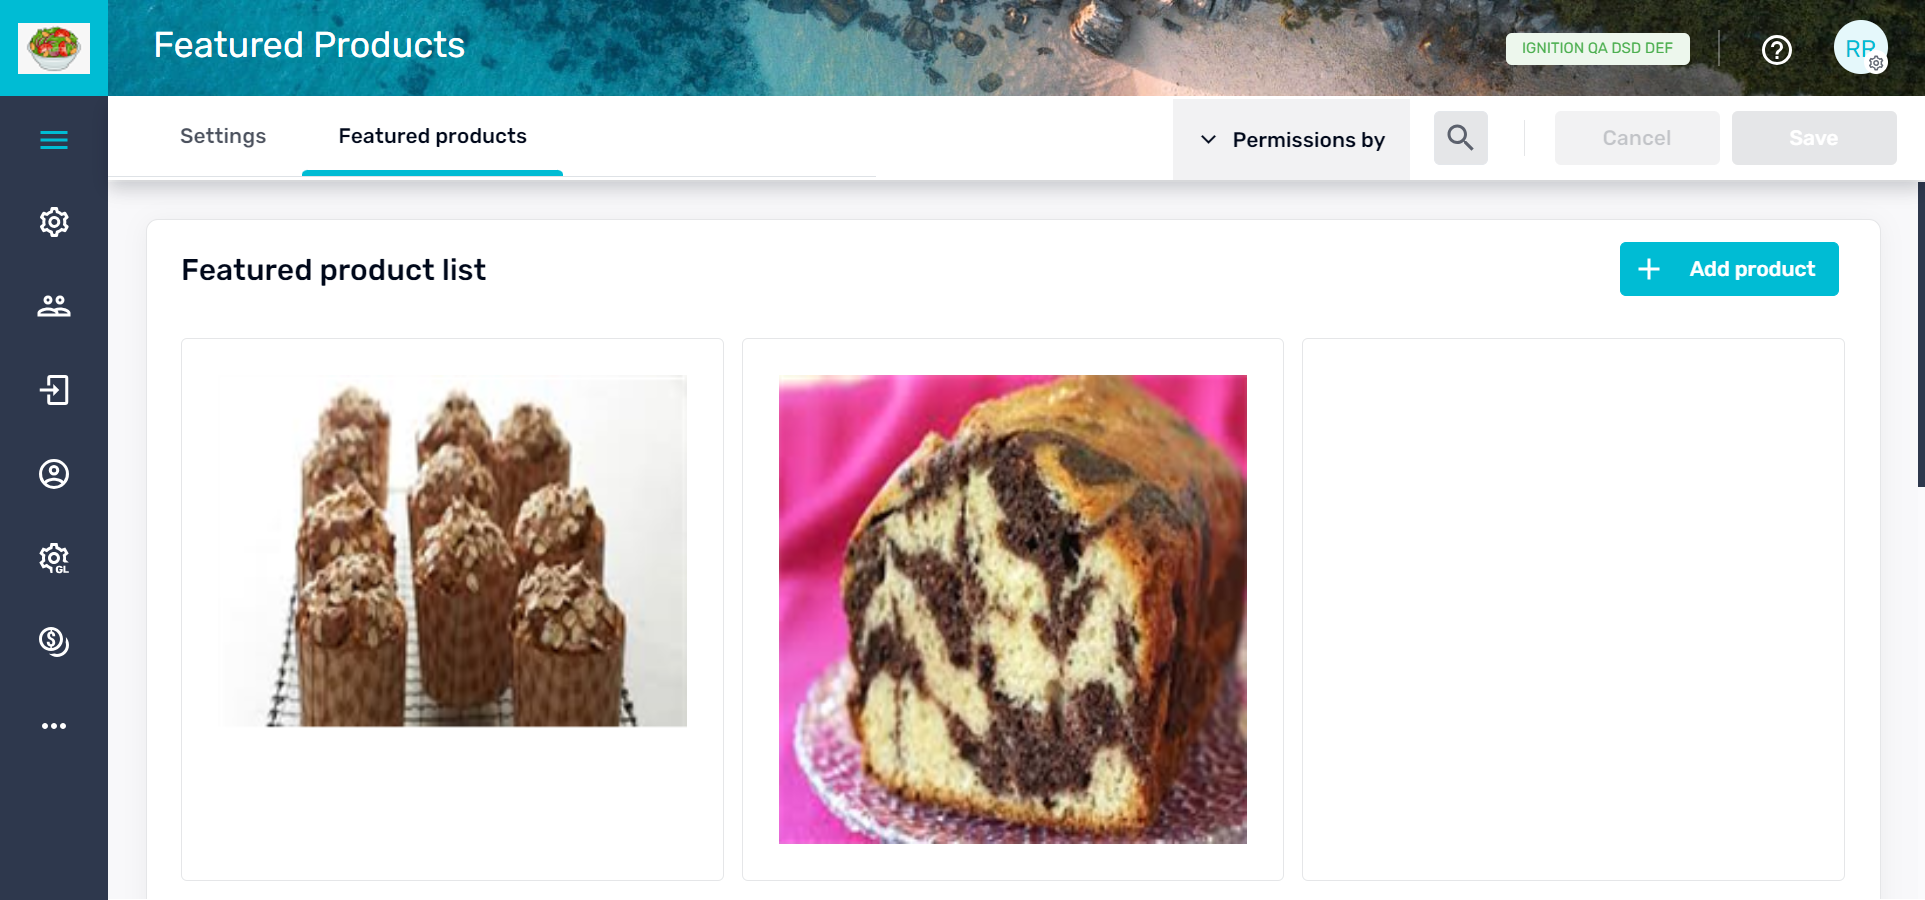 Featured Products
IGNITION QA DSD DEF
RP
Settings
Featured products
Permissions by
Cancel
Save
Featured product list
Add product
GL